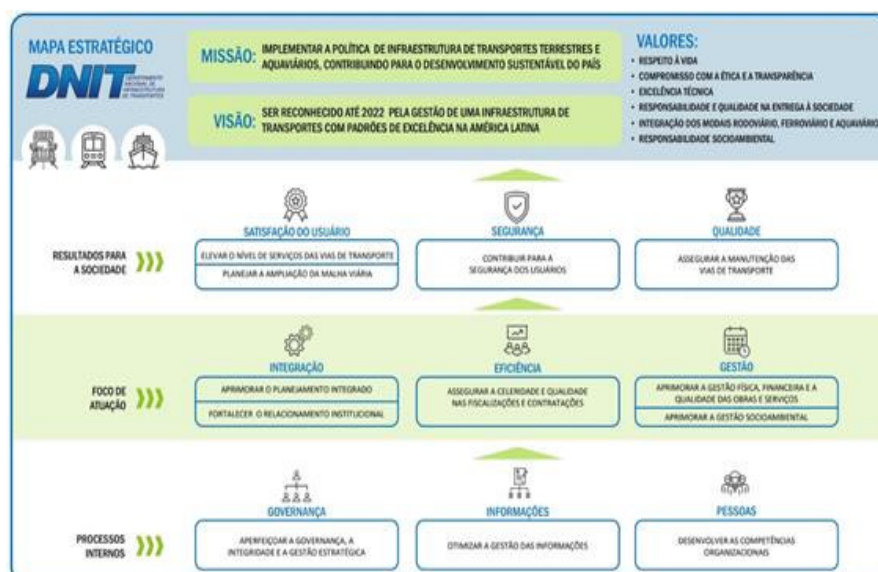 MAPA ESTRATÉGICO
DNIT
DEPARTAMENTO
NACIONAL DE
INFRAESTRUTURA
DE TRANSPORTES
MISSÃO: IMPLEMENTAR A POLÍTICA DE INFRAESTRUTURA DE TRANSPORTES TERRESTRES E
AQUAVIÁRIOS, CONTRIBUINDO PARA O DESENVOLVIMENTO SUSTENTÁVEL DO PAÍS
VISÃO: SER RECONHECIDO ATÉ 2022 PELA GESTÃO DE UMA INFRAESTRUTURA DE
TRANSPORTES COM PADRÕES DE EXCELÊNCIA NA AMÉRICA LATINA
VALORES:
• RESPEITO À VIDA
• COMPROMISSO COM A ÉTICA E A TRANSPARÊNCIA
• EXCELÊNCIA TÉCNICA
• RESPONSABILIDADE E QUALIDADE NA ENTREGA À SOCIEDADE
• INTEGRAÇÃO DOS MODAIS RODOVIÁRIO, FERROVIÁRIO E AQUAVIÁRIO
• RESPONSABILIDADE SOCIOAMBIENTAL
RESULTADOS PARA
A SOCIEDADE
SATISFAÇÃO DO USUÁRIO
ELEVAR O NÍVEL DE SERVIÇOS DAS VIAS DE TRANSPORTE
PLANEJAR A AMPLIAÇÃO DA MALHA VIÁRIA
SEGURANÇA
CONTRIBUIR PARA A
SEGURANÇA DOS USUÁRIOS
QUALIDADE
ASSEGURAR A MANUTENÇÃO DAS
VIAS DE TRANSPORTE
FOCO DE
ATUAÇÃO
INTEGRAÇÃO
APRIMORAR O PLANEJAMENTO INTEGRADO
FORTALECER O RELACIONAMENTO INSTITUCIONAL
EFICIÊNCIA
ASSEGURAR A CELERIDADE E QUALIDADE
NAS FISCALIZAÇÕES E CONTRATAÇÕES
GESTÃO
APRIMORAR A GESTÃO FÍSICA, FINANCEIRA E A
QUALIDADE DAS OBRAS E SERVIÇOS
APRIMORAR A GESTÃO SOCIOAMBIENTAL
PROCESSOS
INTERNOS
GOVERNANÇA
APERFEIÇOAR A GOVERNANÇA, A
INTEGRIDADE E A GESTÃO ESTRATÉGICA
INFORMAÇÕES
OTIMIZAR A GESTÃO DAS INFORMAÇÕES
PESSOAS
DESENVOLVER AS COMPETÊNCIAS
ORGANIZACIONAIS